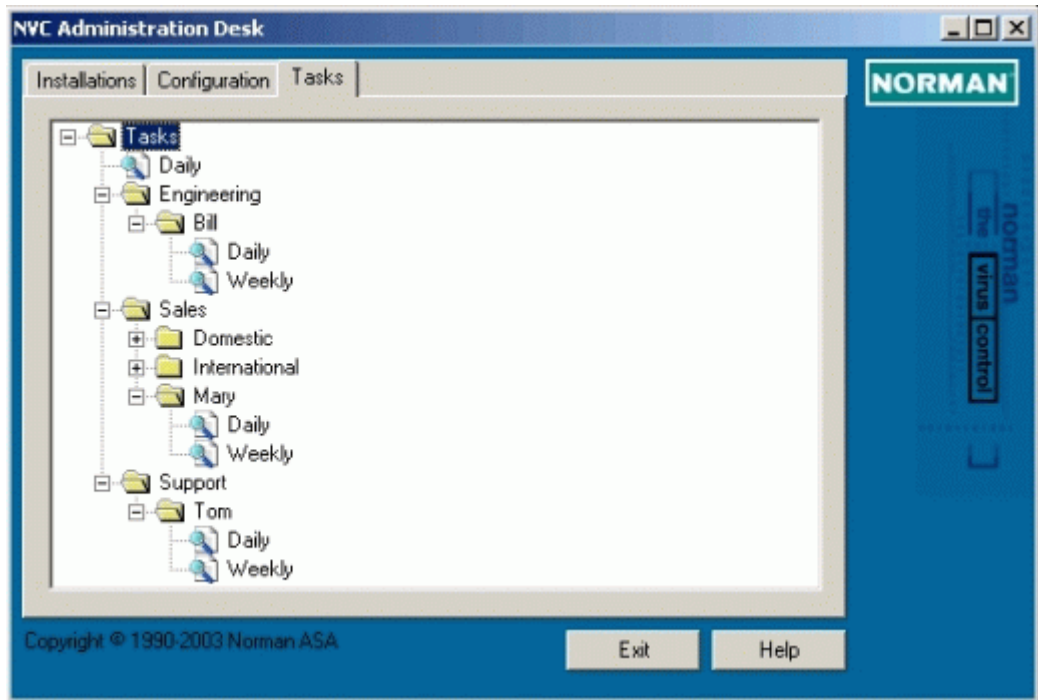 NVC Administration Desk
Installations Configuration Tasks
NORMAN
Tasks
Daily
Engineering
Bill
Daily
Weekly
Sales
Domestic
International
Mary
Daily
Weekly
Support
Tom
Daily
Weekly
norman
the virus control
Copyright © 1990-2003 Norman ASA
Exit Help